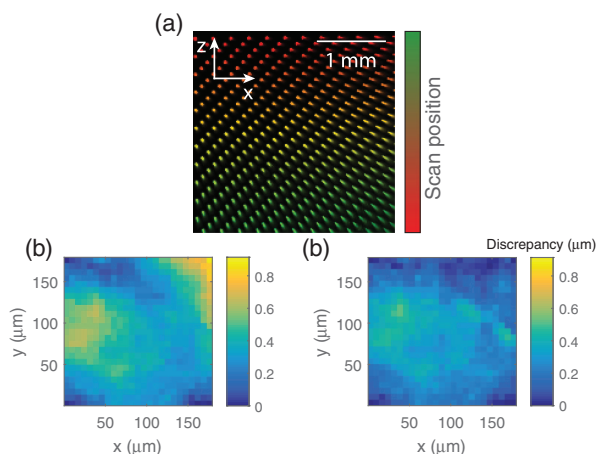 (a)
z
x
1 mm
Scan position
(b)
y (μm)
150
100
50
50 100 150
x (μm)
0.8
0.6
0.4
0.2
0
(b)
Discrepancy (μm)
y (μm)
150
100
50
50 100 150
x (μm)
0.8
0.6
0.4
0.2
0